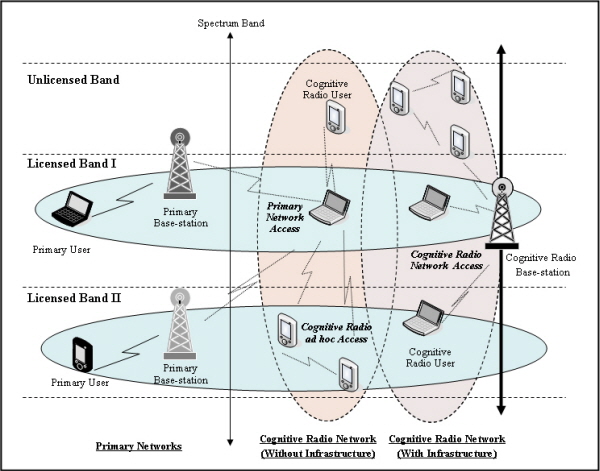 Spectrum Band
Unlicensed Band
Cognitive
Radio User
Licensed Band I
Primary
Base-station
Primary User
Primary
Network
Access
Cognitive Radio
Network Access
Cognitive Radio
Base-station
Licensed Band II
Primary
Base-station
Primary User
Cognitive Radio
ad hoc Access
Cognitive
Radio User
Primary Networks
Cognitive Radio Network
(Without Infrastructure)
Cognitive Radio Network
(With Infrastructure)